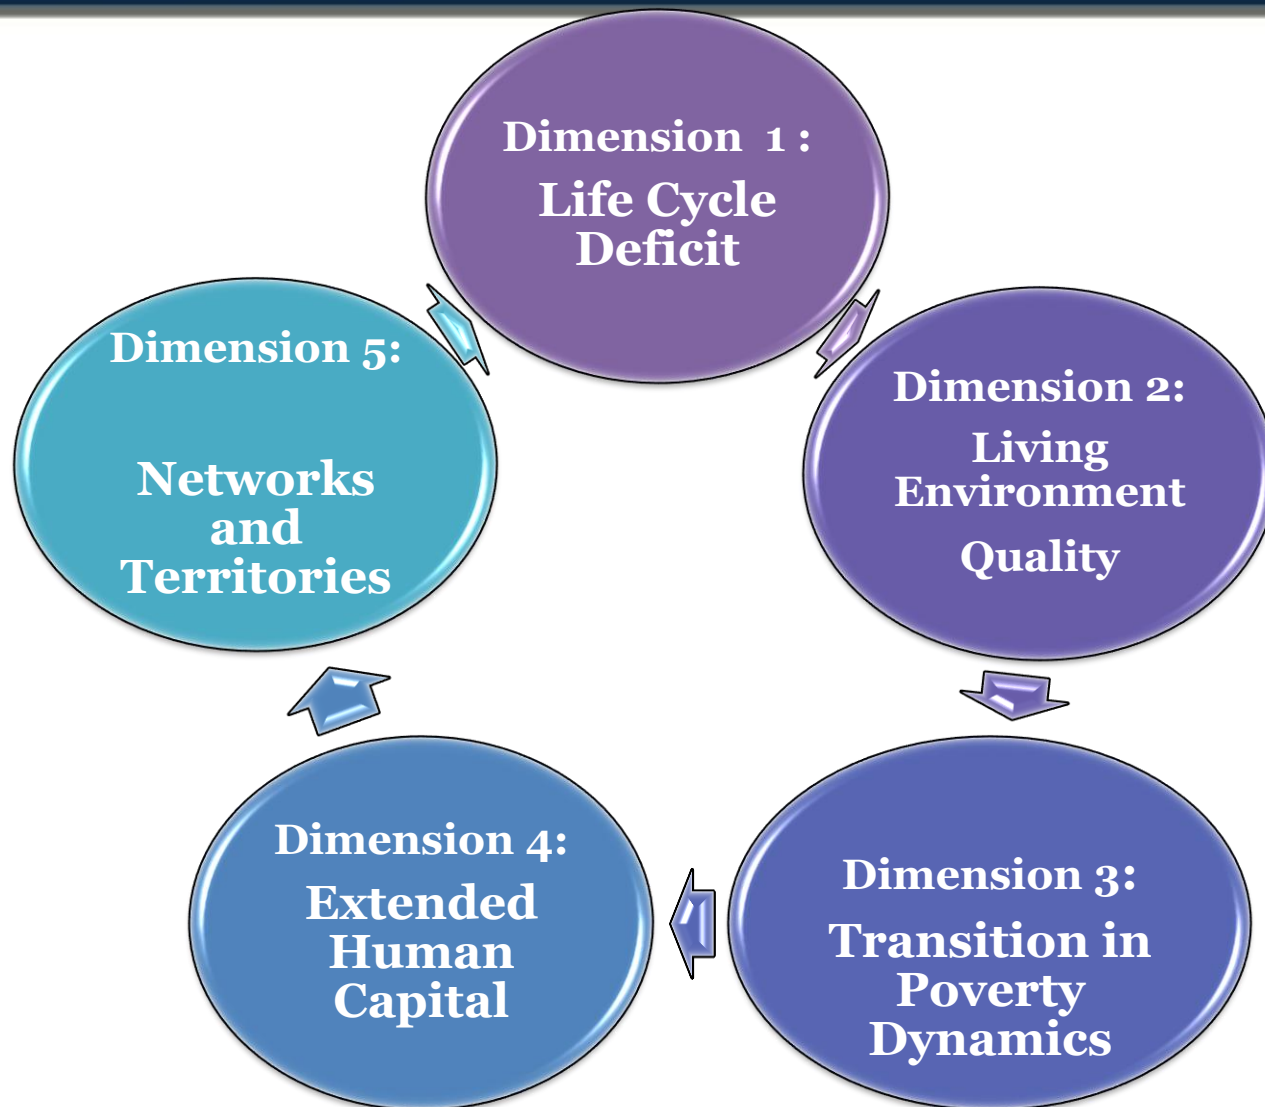 Dimension 1 :
Life Cycle
Deficit
Dimension 2:
Living
Environment
Quality
Dimension 3:
Transition in
Poverty
Dynamics
Dimension 4:
Extended
Human
Capital
Dimension 5:
Networks
and
Territories